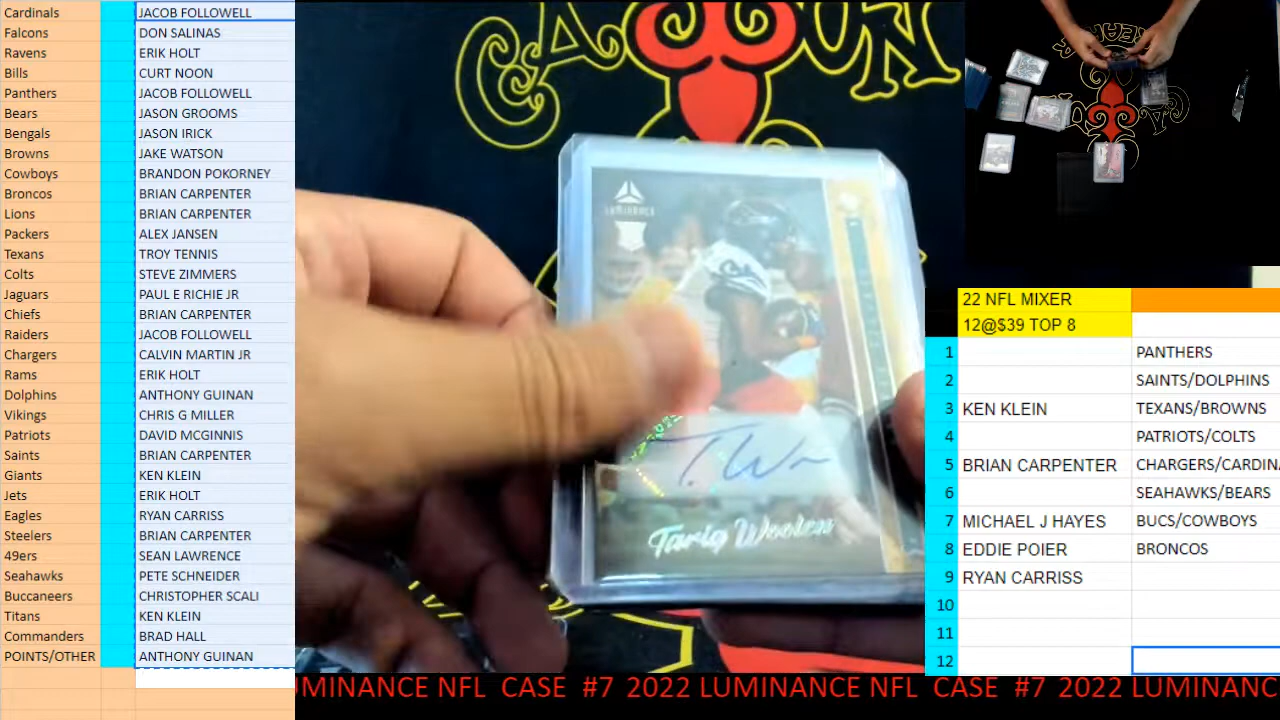 Cardinals JACOB FOLLOWELL
Falcons DON SALINAS
Ravens ERIK HOLT
Bills CURT NOON
Panthers JACOB FOLLOWELL
Bears JASON GROOMS
Bengals JASON IRICK
Browns JAKE WATSON
Cowboys BRANDON POKORNEY
Broncos BRIAN CARPENTER
Lions BRIAN CARPENTER
Packers ALEX JANSEN
Texans TROY TENNIS
Colts STEVE ZIMMERS
Jaguars PAUL E RICHIE JR
Chiefs BRIAN CARPENTER
Raiders JACOB FOLLOWELL
Chargers CALVIN MARTIN JR
Rams ERIK HOLT
Dolphins ANTHONY GUINAN
Vikings CHRIS G MILLER
Patriots DAVID MCGINNIS
Saints BRIAN CARPENTER
Giants KEN KLEIN
Jets ERIK HOLT
Eagles RYAN CARRISS
Steelers BRIAN CARPENTER
49ers SEAN LAWRENCE
Seahawks PETE SCHNEIDER
Buccaneers CHRISTOPHER SCALI
Titans KEN KLEIN
Commanders BRAD HALL
POINTS/OTHER ANTHONY GUINAN
LUMINANCE
T. W
Tariq Woolen
22 NFL MIXER
12@$39 TOP 8
1 PANTHERS
2 SAINTS/DOLPHINS
3 KEN KLEIN TEXANS/BROWNS
4 PATRIOTS/COLTS
5 BRIAN CARPENTER CHARGERS/CARDIN
6 SEAHAWKS/BEARS
7 MICHAEL J HAYES BUCS/COWBOYS
8 EDDIE POIER BRONCOS
9 RYAN CARRISS
10
11
12
UMINANCE NFL CASE #7 2022 LUMINANCE NFL CASE #7 2022 LUMINANC